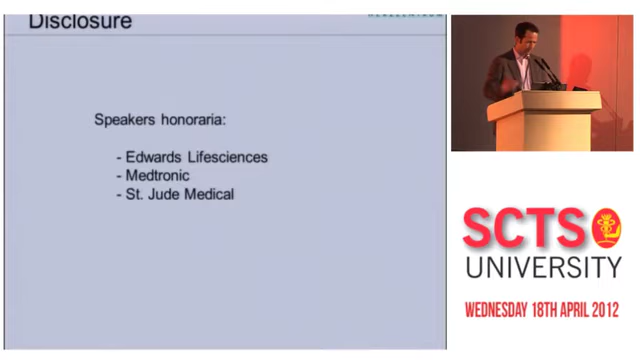 Disclosure
Speakers honoraria:
- Edwards Lifesciences
- Medtronic
- St. Jude Medical
SCTS
UNIVERSITY
WEDNESDAY 18TH APRIL 2012